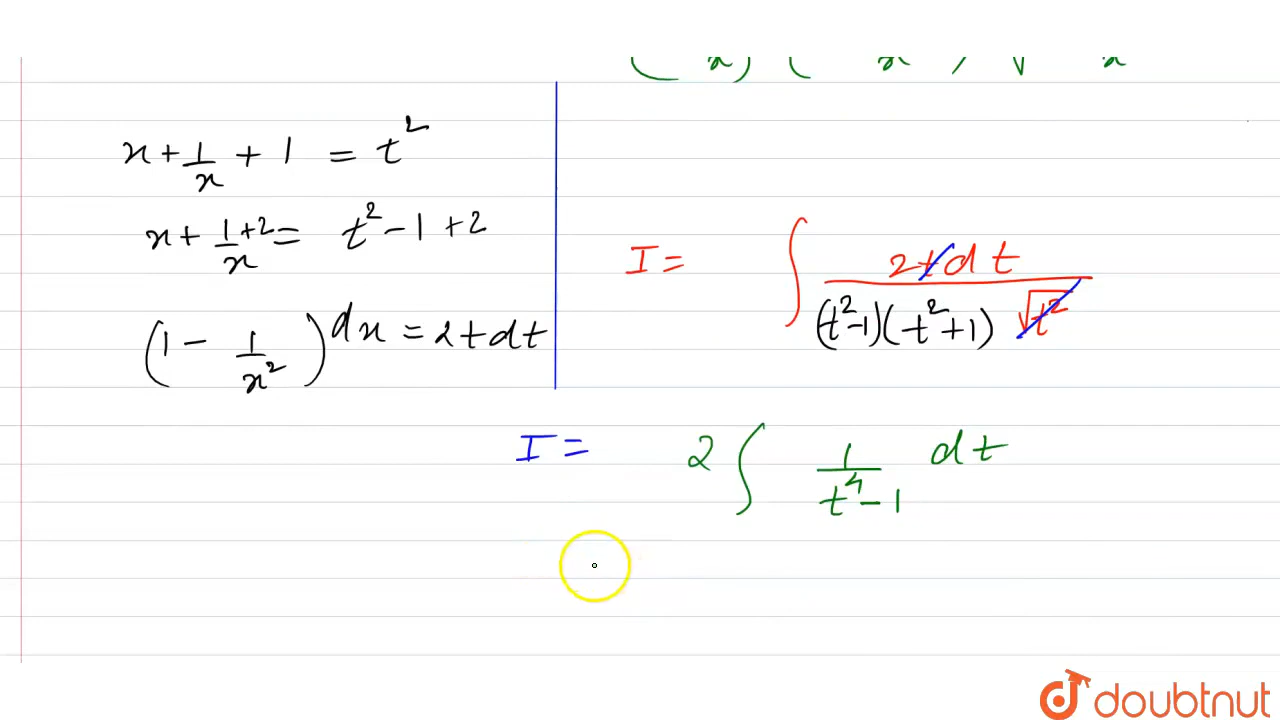 x + 1/x + 1 = t²
x + 1/x + 2 = t² - 1 + 2
(1 - 1/x²) dx = 2t dt
I = ∫ 2t dt / (t²-1)(t²+1) √t²
I = 2 ∫ 1/(t⁴-1) dt
doubtnut